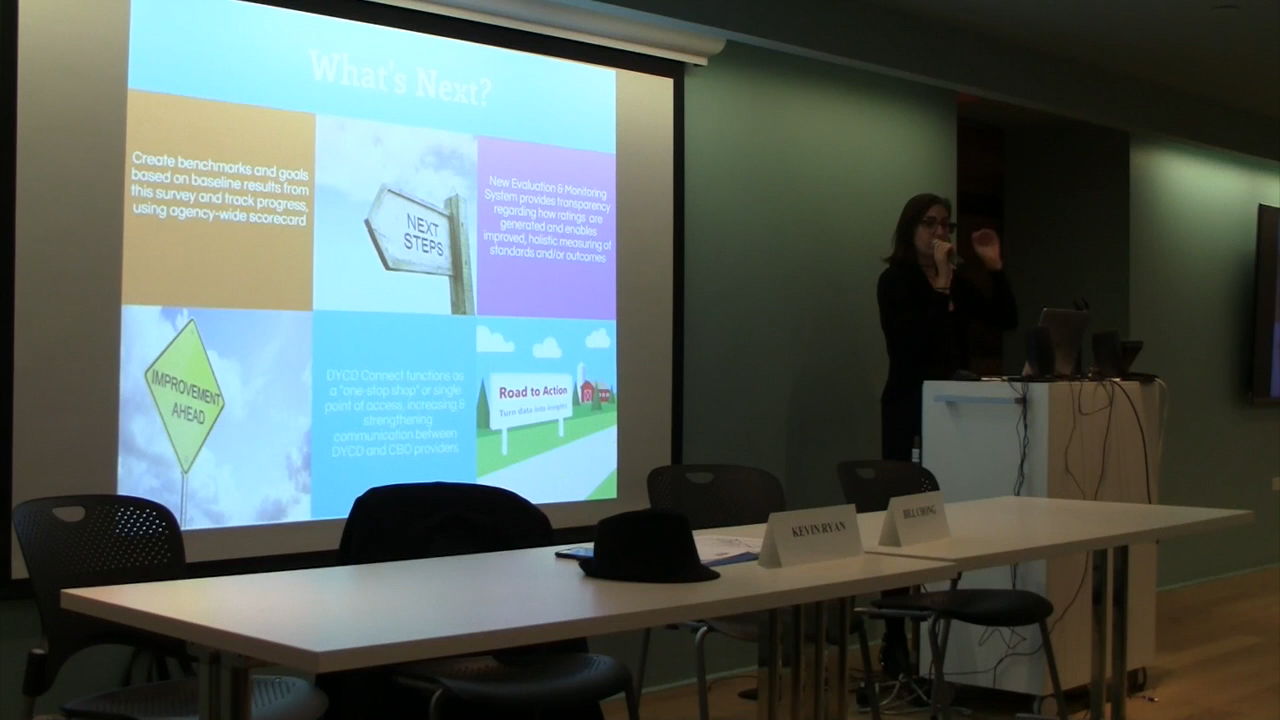 What's Next?
Create benchmarks and goals
based on baseline results from
this survey and track progress,
using agency-wide scorecard
NEXT
STEPS
New Evaluation & Monitoring
System provides transparency
regarding how ratings are
generated and enables
improved, holistic measuring of
standards and/or outcomes
IMPROVEMENT
AHEAD
DYCD Connect functions as
a "one-stop shop" or single
point of access, increasing &
strengthening
communication between
DYCD and CBO providers.
Road to Action
Turn data into insights
KEVIN RYAN
BILL CHONG